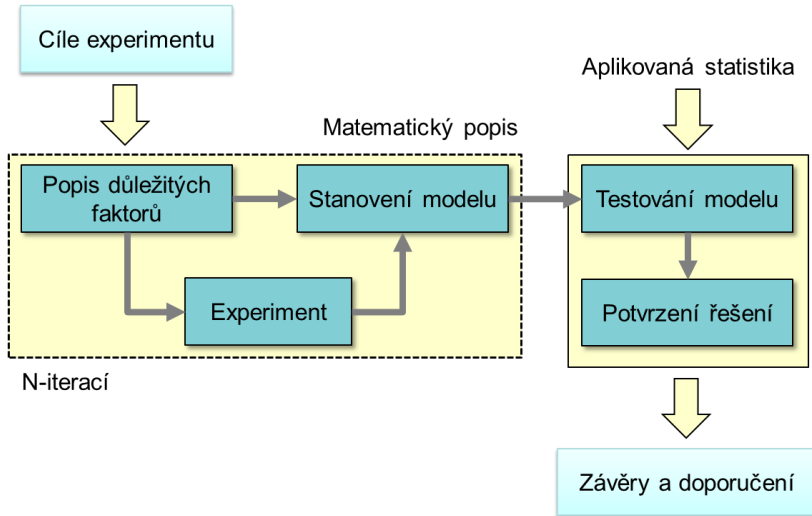 Cíle experimentu
Aplikovaná statistika
Matematický popis
Popis důležitých
faktorů
Stanovení modelu
Testování modelu
Experiment
Potvrzení řešení
N-iterací
Závěry a doporučení